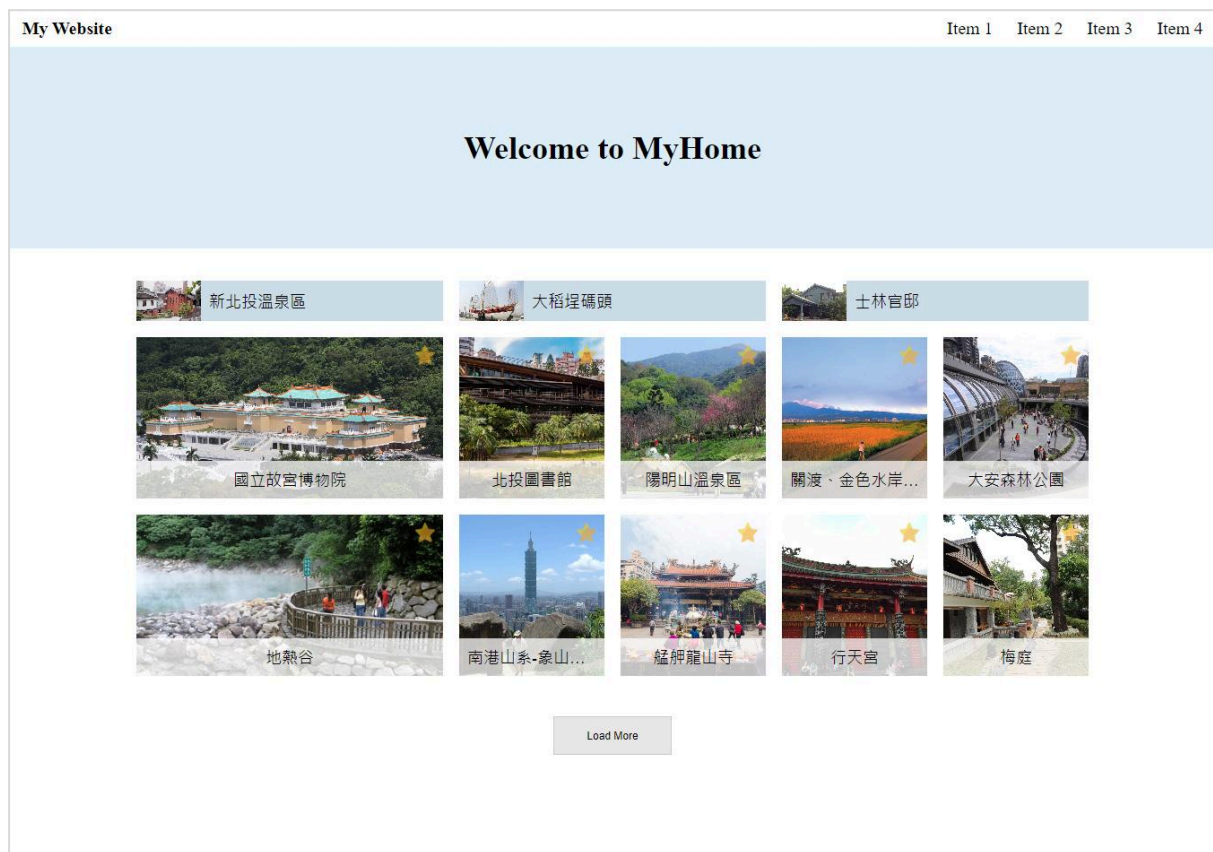 My Website
Item 1 Item 2 Item 3 Item 4
Welcome to MyHome
新北投溫泉區
大稻埕碼頭
士林官邸
國立故宮博物院
北投圖書館
陽明山溫泉區
關渡、金色水岸...
大安森林公園
地熱谷
南港山系-象山...
艋舺龍山寺
行天宮
梅庭
Load More